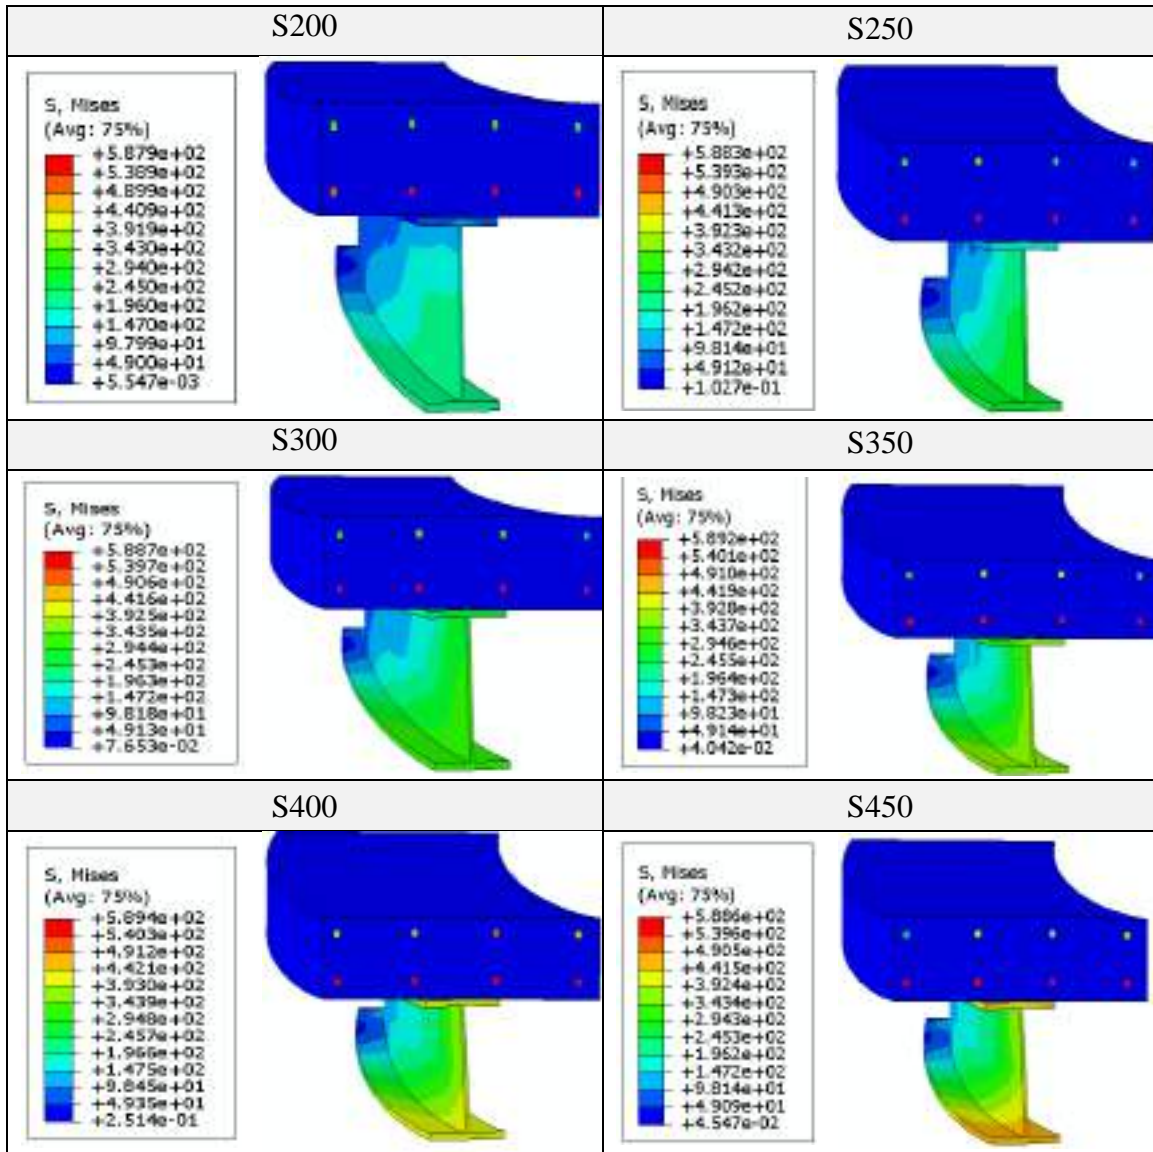 S200
S, Mises
(Avg: 75%)
+5.879e+02
+5.389e+02
+4.899e+02
+4.409e+02
+3.919e+02
+3.430e+02
+2.940e+02
+2.450e+02
+1.960e+02
+1.470e+02
+9.799e+01
+4.900e+01
+5.547e-03
S250
S, Mises
(Avg: 75%)
+5.883e+02
+5.393e+02
+4.903e+02
+4.413e+02
+3.923e+02
+3.432e+02
+2.942e+02
+2.452e+02
+1.962e+02
+1.472e+02
+9.814e+01
+4.912e+01
+1.027e-01
S300
S, Mises
(Avg: 75%)
+5.887e+02
+5.397e+02
+4.906e+02
+4.416e+02
+3.925e+02
+3.435e+02
+2.944e+02
+2.453e+02
+1.963e+02
+1.472e+02
+9.818e+01
+4.913e+01
+7.653e-02
S350
S, Mises
(Avg: 75%)
+5.892e+02
+5.401e+02
+4.910e+02
+4.419e+02
+3.928e+02
+3.437e+02
+2.946e+02
+2.455e+02
+1.964e+02
+1.473e+02
+9.823e+01
+4.914e+01
+4.042e-02
S400
S, Mises
(Avg: 75%)
+5.894e+02
+5.403e+02
+4.912e+02
+4.421e+02
+3.930e+02
+3.439e+02
+2.948e+02
+2.457e+02
+1.966e+02
+1.475e+02
+9.845e+01
+4.935e+01
+2.514e-01
S450
S, Mises
(Avg: 75%)
+5.886e+02
+5.396e+02
+4.905e+02
+4.415e+02
+3.924e+02
+3.434e+02
+2.943e+02
+2.453e+02
+1.962e+02
+1.472e+02
+9.814e+01
+4.909e+01
+4.547e-02